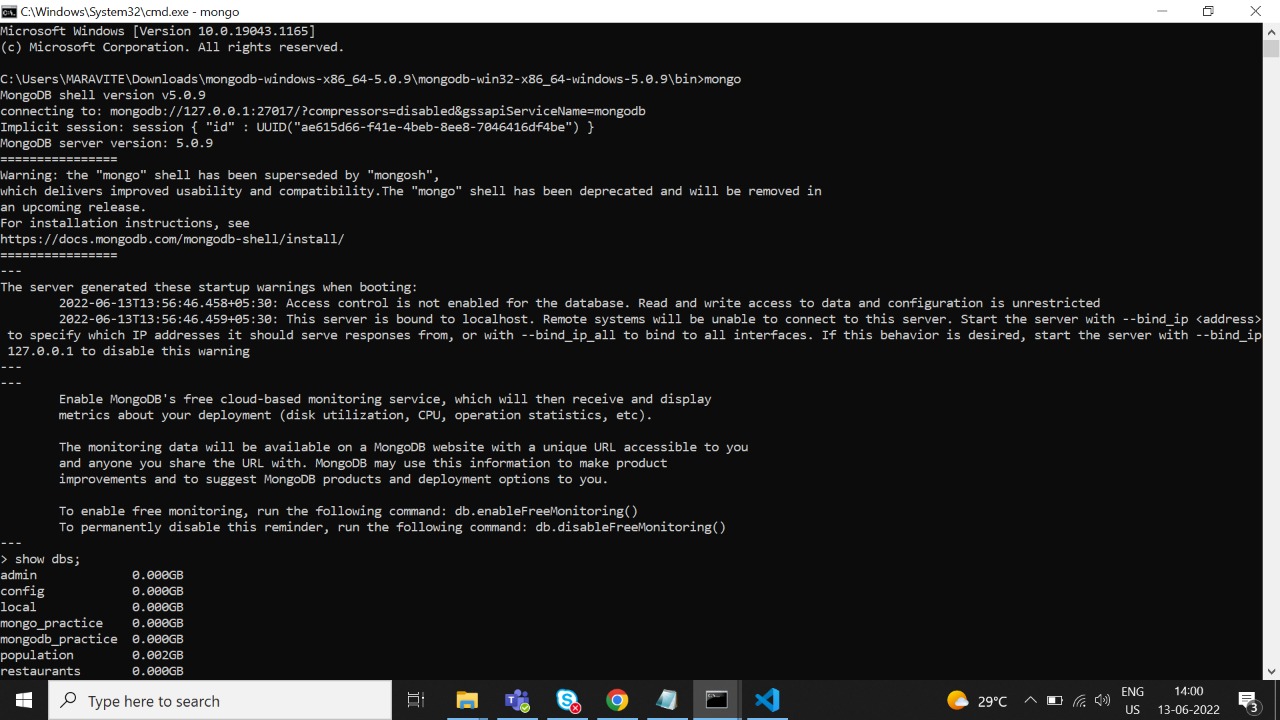 C:\Windows\System32\cmd.exe - mongo
Microsoft Windows [Version 10.0.19043.1165]
(c) Microsoft Corporation. All rights reserved.
C:\Users\MARAVITE\Downloads\mongodb-windows-x86_64-5.0.9\mongodb-win32-x86_64-windows-5.0.9\bin>mongo
MongoDB shell version v5.0.9
connecting to: mongodb://127.0.0.1:27017/?compressors=disabled&gssapiServiceName=mongodb
Implicit session: session { "id" : UUID("ae615d66-f41e-4beb-8ee8-7046416df4be") }
MongoDB server version: 5.0.9
================
Warning: the "mongo" shell has been superseded by "mongosh",
which delivers improved usability and compatibility.The "mongo" shell has been deprecated and will be removed in
an upcoming release.
For installation instructions, see
https://docs.mongodb.com/mongodb-shell/install/
================
---
The server generated these startup warnings when booting:
2022-06-13T13:56:46.458+05:30: Access control is not enabled for the database. Read and write access to data and configuration is unrestricted
2022-06-13T13:56:46.459+05:30: This server is bound to localhost. Remote systems will be unable to connect to this server. Start the server with --bind_ip <address>
to specify which IP addresses it should serve responses from, or with --bind_ip_all to bind to all interfaces. If this behavior is desired, start the server with --bind_ip
127.0.0.1 to disable this warning
---
---
Enable MongoDB's free cloud-based monitoring service, which will then receive and display
metrics about your deployment (disk utilization, CPU, operation statistics, etc).
The monitoring data will be available on a MongoDB website with a unique URL accessible to you
and anyone you share the URL with. MongoDB may use this information to make product
improvements and to suggest MongoDB products and deployment options to you.
To enable free monitoring, run the following command: db.enableFreeMonitoring()
To permanently disable this reminder, run the following command: db.disableFreeMonitoring()
---
> show dbs;
admin 0.000GB
config 0.000GB
local 0.000GB
mongo_practice 0.000GB
mongodb_practice 0.000GB
population 0.002GB
restaurants 0.000GB
Type here to search
29°C
ENG
US
14:00
13-06-2022
3